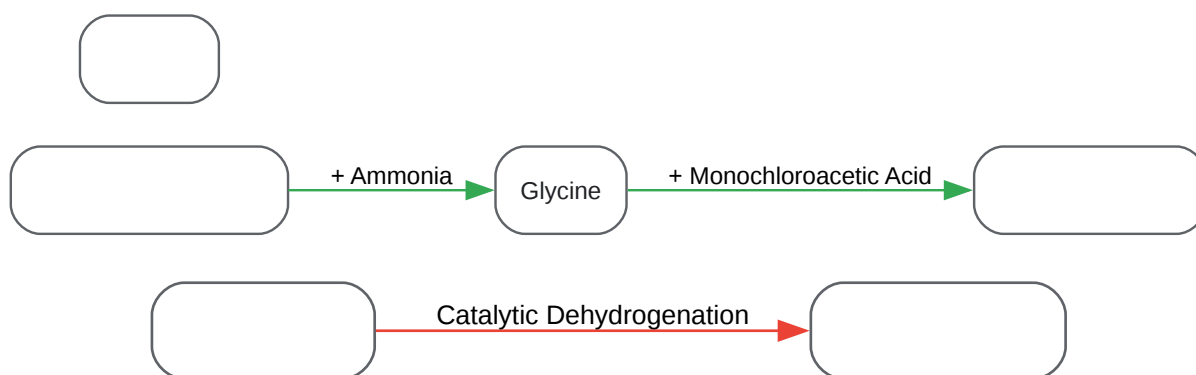 + Ammonia
Glycine
+ Monochloroacetic Acid
Catalytic Dehydrogenation